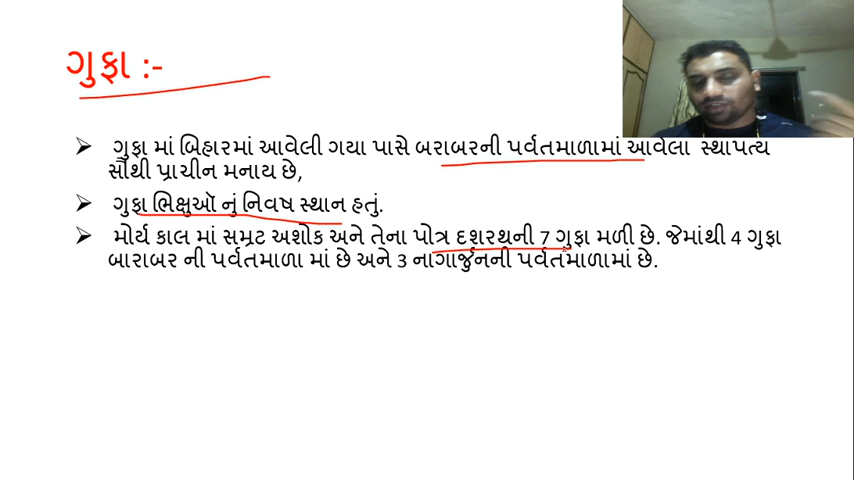 ગુફા :-
➢ ગુફા માં બિહારમાં આવેલી ગયા પાસે બરાબરની પર્વતમાળામાં આવેલા સ્થાપત્ય
સૌથી પ્રાચીન મનાય છે,
➢ ગુફા ભિક્ષુઓ નું નિવષ સ્થાન હતું.
➢ મોર્ય કાલ માં સમ્રટ અશોક અને તેના પોત્ર દશરથની 7 ગુફા મળી છે. જેમાંથી 4 ગુફા
બારાબર ની પર્વતમાળા માં છે અને 3 નાગાર્જુનની પર્વતમાળામાં છે.